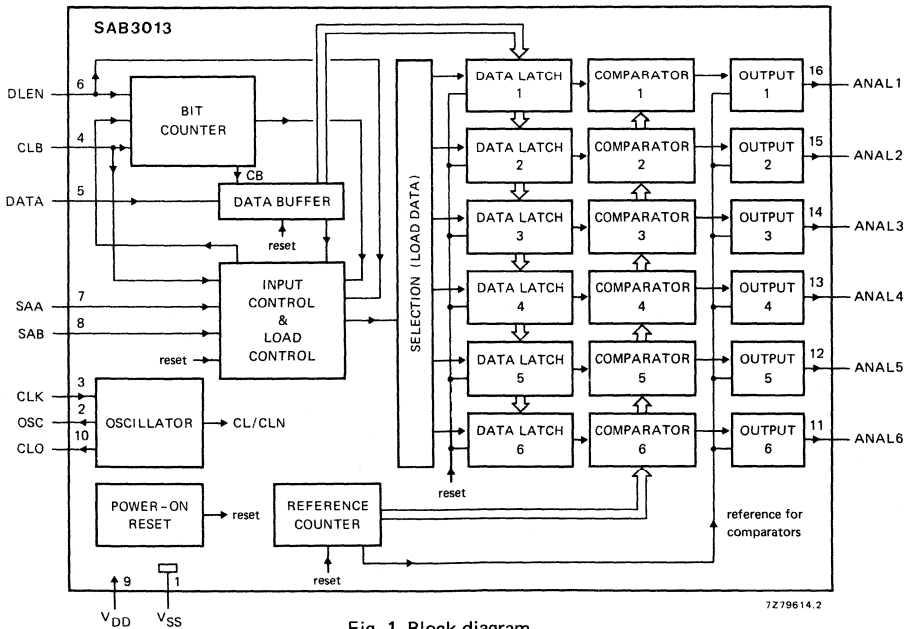 SAB3013
DLEN
6
CLB
4
DATA
5
SAA
7
SAB
8
CLK
3
OSC
2
CLO
10
BIT
COUNTER
CB
DATA BUFFER
reset
INPUT
CONTROL
&
LOAD
CONTROL
reset
OSCILLATOR
CL/CLN
POWER-ON
RESET
reset
REFERENCE
COUNTER
reset
SELECTION (LOAD DATA)
DATA LATCH
1
COMPARATOR
1
OUTPUT
1
16
ANAL1
DATA LATCH
2
COMPARATOR
2
OUTPUT
2
15
ANAL2
DATA LATCH
3
COMPARATOR
3
OUTPUT
3
14
ANAL3
DATA LATCH
4
COMPARATOR
4
OUTPUT
4
13
ANAL4
DATA LATCH
5
COMPARATOR
5
OUTPUT
5
12
ANAL5
DATA LATCH
6
COMPARATOR
6
OUTPUT
6
11
ANAL6
reset
reference for
comparators
9
VDD
1
VSS
7Z79614.2
Fig. 1 Block diagram